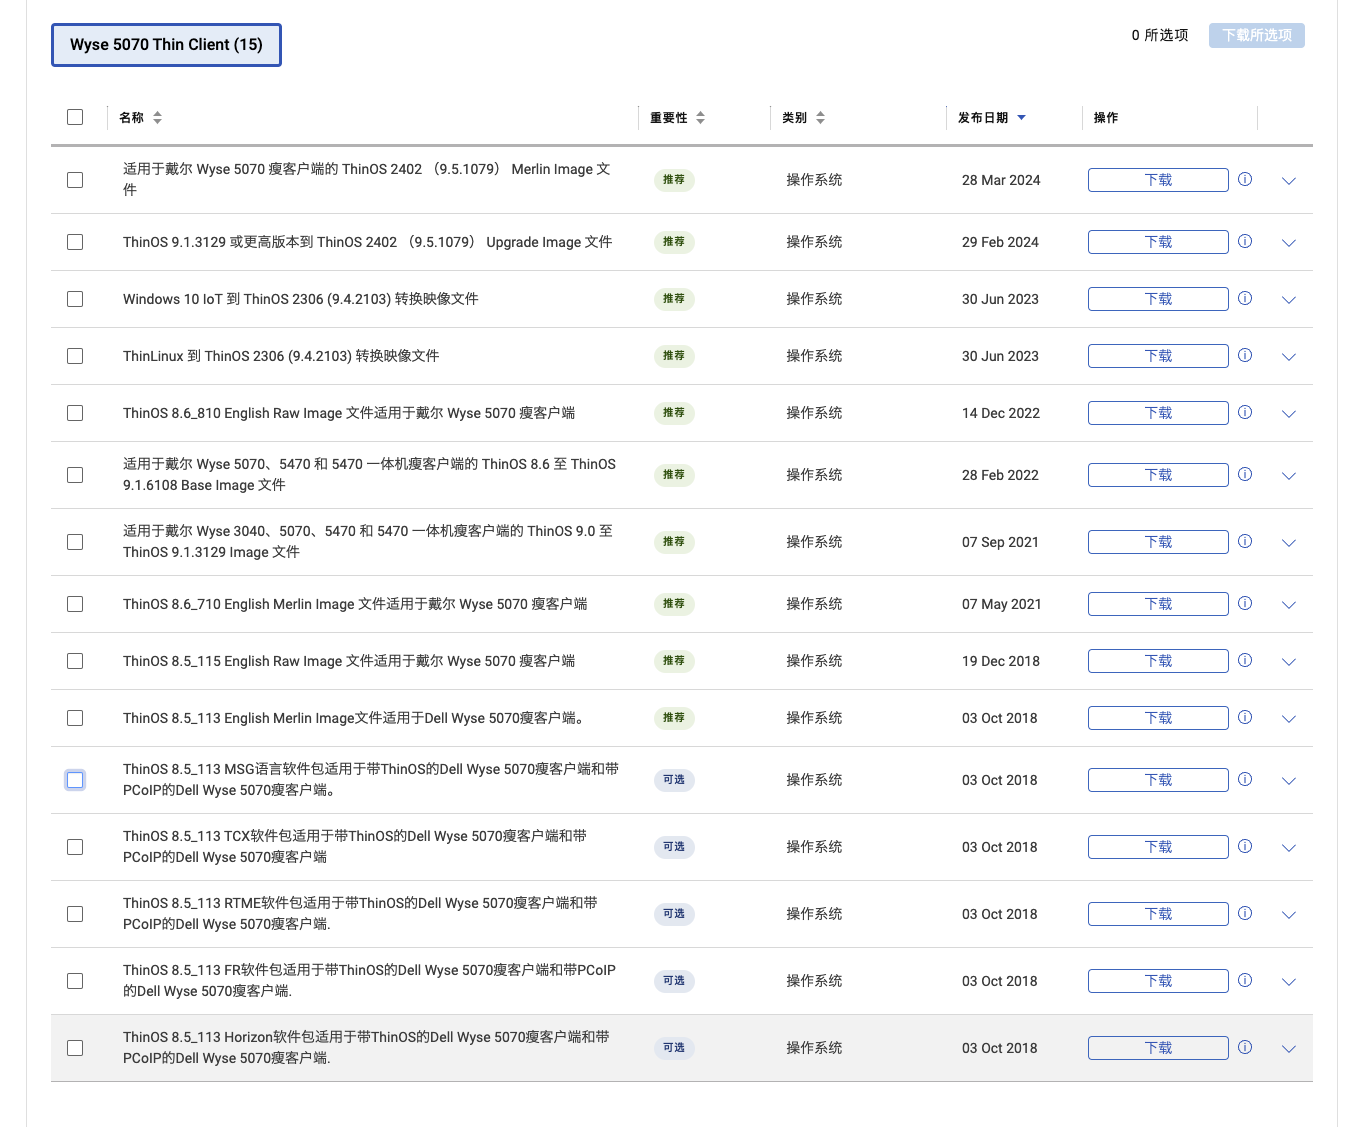 Wyse 5070 Thin Client (15)
0 所选项
下载所选项
名称 重要性 类别 发布日期 操作
适用于戴尔 Wyse 5070 瘦客户端的 ThinOS 2402 （9.5.1079） Merlin Image 文
件
推荐 操作系统 28 Mar 2024 下载
ThinOS 9.1.3129 或更高版本到 ThinOS 2402 （9.5.1079） Upgrade Image 文件 推荐 操作系统 29 Feb 2024 下载
Windows 10 IoT 到 ThinOS 2306 (9.4.2103) 转换映像文件 推荐 操作系统 30 Jun 2023 下载
ThinLinux 到 ThinOS 2306 (9.4.2103) 转换映像文件 推荐 操作系统 30 Jun 2023 下载
ThinOS 8.6_810 English Raw Image 文件适用于戴尔 Wyse 5070 瘦客户端 推荐 操作系统 14 Dec 2022 下载
适用于戴尔 Wyse 5070、5470 和 5470 一体机瘦客户端的 ThinOS 8.6 至 ThinOS
9.1.6108 Base Image 文件
推荐 操作系统 28 Feb 2022 下载
适用于戴尔 Wyse 3040、5070、5470 和 5470 一体机瘦客户端的 ThinOS 9.0 至
ThinOS 9.1.3129 Image 文件
推荐 操作系统 07 Sep 2021 下载
ThinOS 8.6_710 English Merlin Image 文件适用于戴尔 Wyse 5070 瘦客户端 推荐 操作系统 07 May 2021 下载
ThinOS 8.5_115 English Raw Image 文件适用于戴尔 Wyse 5070 瘦客户端 推荐 操作系统 19 Dec 2018 下载
ThinOS 8.5_113 English Merlin Image文件适用于Dell Wyse 5070瘦客户端。 推荐 操作系统 03 Oct 2018 下载
ThinOS 8.5_113 MSG语言软件包适用于带ThinOS的Dell Wyse 5070瘦客户端和带
PCoIP的Dell Wyse 5070瘦客户端。
可选 操作系统 03 Oct 2018 下载
ThinOS 8.5_113 TCX软件包适用于带ThinOS的Dell Wyse 5070瘦客户端和带
PCoIP的Dell Wyse 5070瘦客户端
可选 操作系统 03 Oct 2018 下载
ThinOS 8.5_113 RTME软件包适用于带ThinOS的Dell Wyse 5070瘦客户端和带
PCoIP的Dell Wyse 5070瘦客户端.
可选 操作系统 03 Oct 2018 下载
ThinOS 8.5_113 FR软件包适用于带ThinOS的Dell Wyse 5070瘦客户端和带PCoIP
的Dell Wyse 5070瘦客户端.
可选 操作系统 03 Oct 2018 下载
ThinOS 8.5_113 Horizon软件包适用于带ThinOS的Dell Wyse 5070瘦客户端和带
PCoIP的Dell Wyse 5070瘦客户端.
可选 操作系统 03 Oct 2018 下载